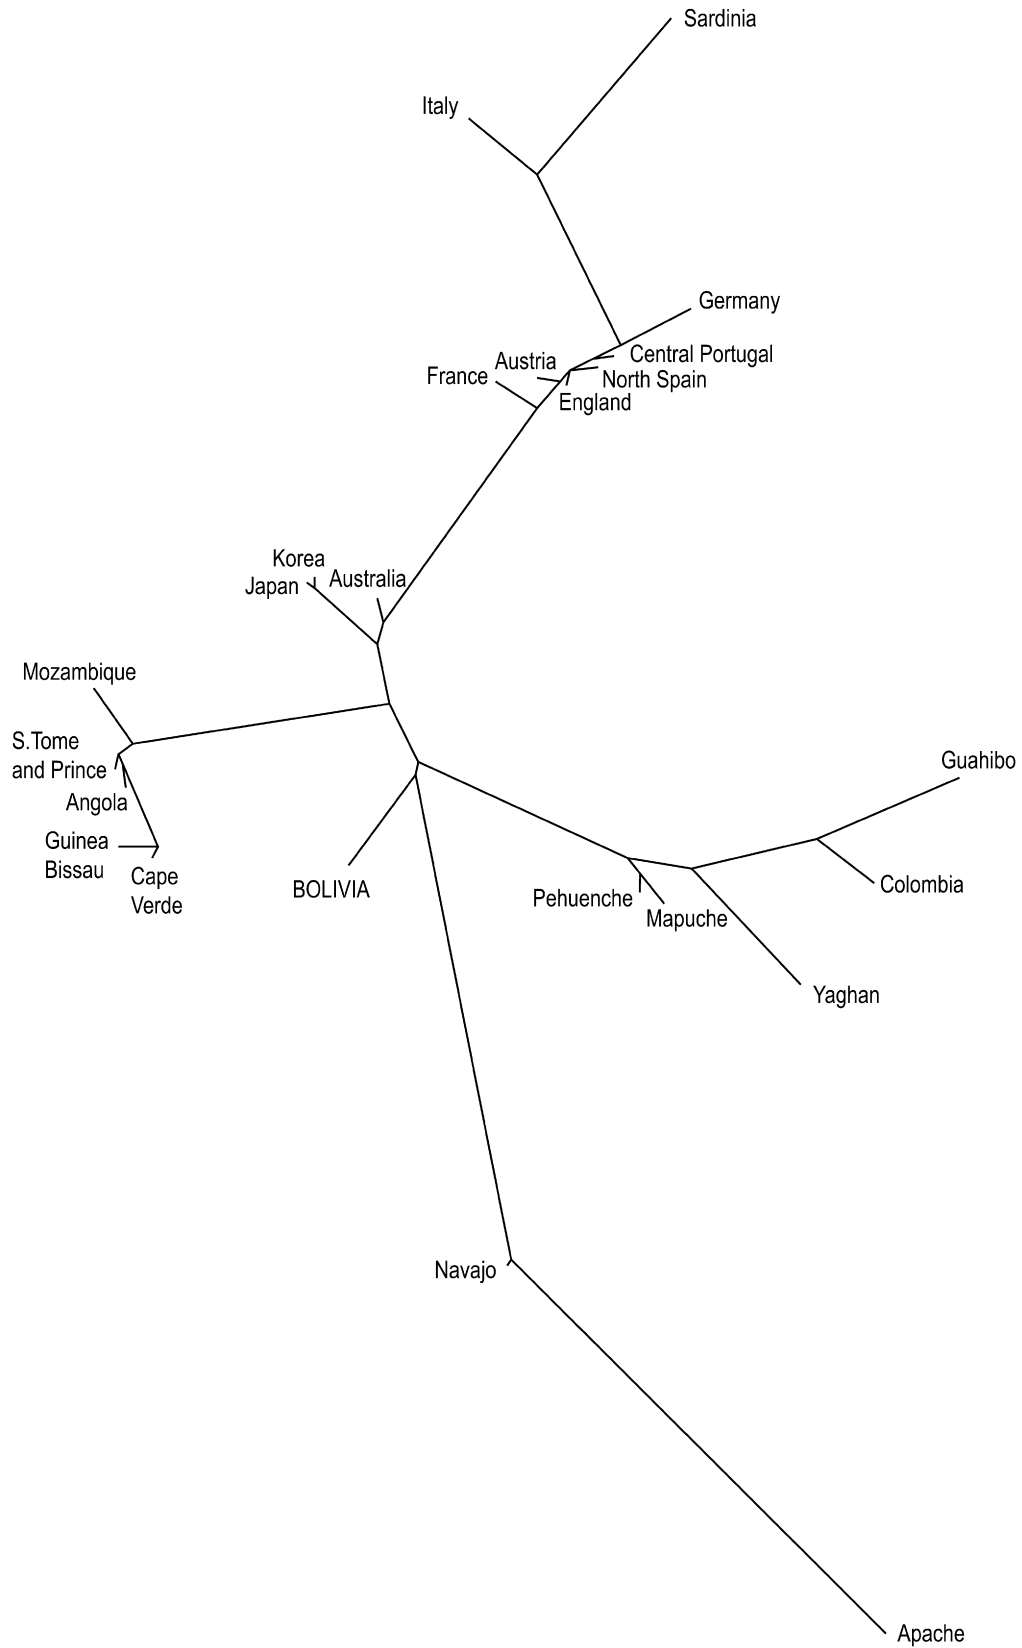 Sardinia
Italy
Germany
Central Portugal
Austria
France
North Spain
England
Korea
Japan
Australia
Mozambique
S.Tome
and Prince
Angola
Guinea
Bissau
Cape
Verde
BOLIVIA
Guahibo
Colombia
Pehuenche
Mapuche
Yaghan
Navajo
Apache